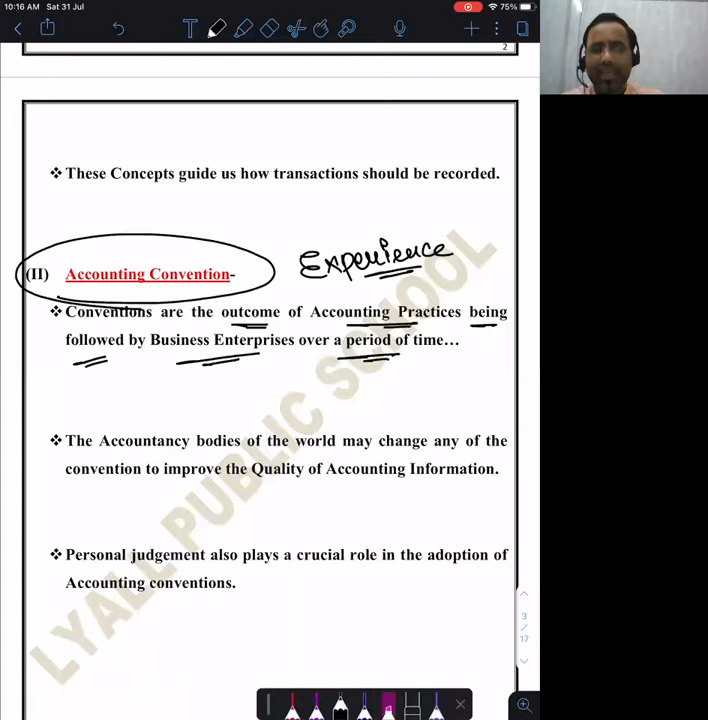 10:16 AM Sat 31 Jul
75%
T
2
❖ These Concepts guide us how transactions should be recorded.
Experience
(II) Accounting Convention-
❖ Conventions are the outcome of Accounting Practices being
followed by Business Enterprises over a period of time…
❖ The Accountancy bodies of the world may change any of the
convention to improve the Quality of Accounting Information.
❖ Personal judgement also plays a crucial role in the adoption of
Accounting conventions.
LYALL PUBLIC SCHOOL
3
/
17